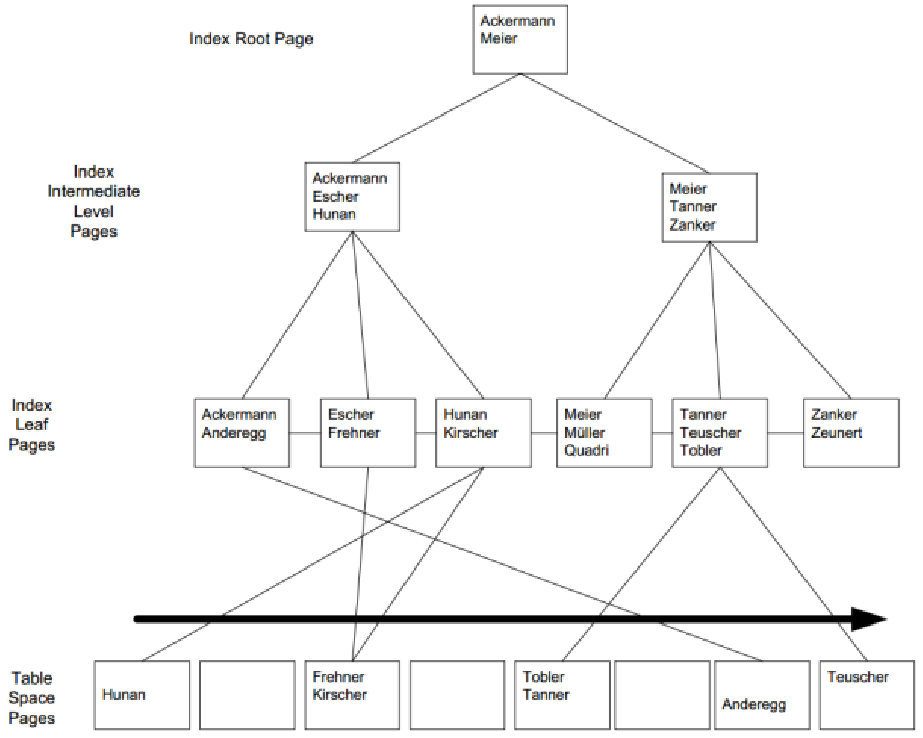 Index Root Page
Ackermann
Meier
Index
Intermediate
Level
Pages
Ackermann
Escher
Hunan
Meier
Tanner
Zanker
Index
Leaf
Pages
Ackermann
Anderegg
Escher
Frehner
Hunan
Kirscher
Meier
Müller
Quadri
Tanner
Teuscher
Tobler
Zanker
Zeunert
Table
Space
Pages
Hunan
Frehner
Kirscher
Tobler
Tanner
Anderegg
Teuscher